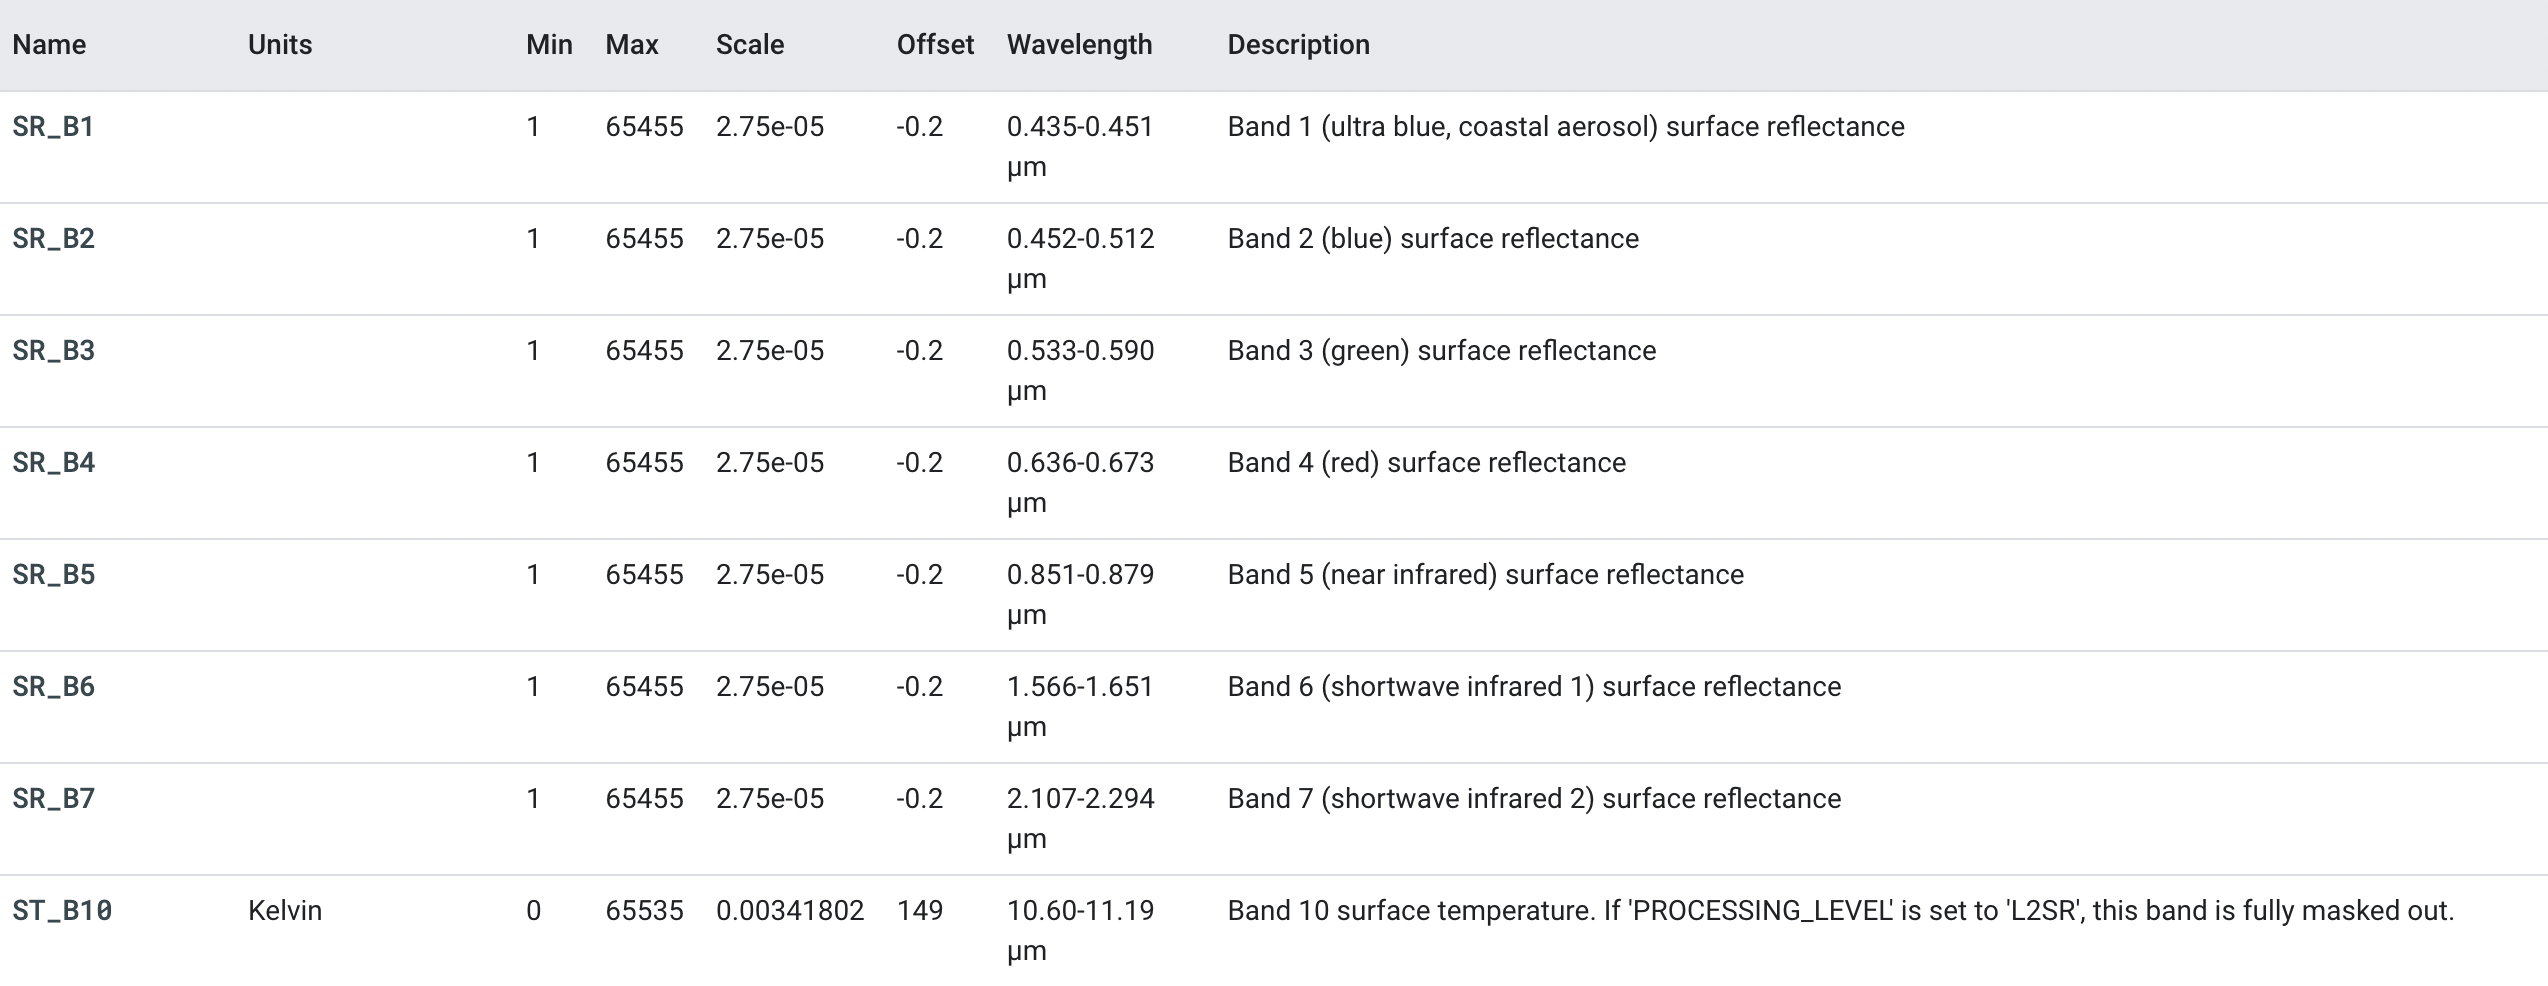 Name Units Min Max Scale Offset Wavelength Description
SR_B1 1 65455 2.75e-05 -0.2 0.435-0.451 Band 1 (ultra blue, coastal aerosol) surface reflectance
μm
SR_B2 1 65455 2.75e-05 -0.2 0.452-0.512 Band 2 (blue) surface reflectance
μm
SR_B3 1 65455 2.75e-05 -0.2 0.533-0.590 Band 3 (green) surface reflectance
μm
SR_B4 1 65455 2.75e-05 -0.2 0.636-0.673 Band 4 (red) surface reflectance
μm
SR_B5 1 65455 2.75e-05 -0.2 0.851-0.879 Band 5 (near infrared) surface reflectance
μm
SR_B6 1 65455 2.75e-05 -0.2 1.566-1.651 Band 6 (shortwave infrared 1) surface reflectance
μm
SR_B7 1 65455 2.75e-05 -0.2 2.107-2.294 Band 7 (shortwave infrared 2) surface reflectance
μm
ST_B10 Kelvin 0 65535 0.00341802 149 10.60-11.19 Band 10 surface temperature. If 'PROCESSING_LEVEL' is set to 'L2SR', this band is fully masked out.
μm